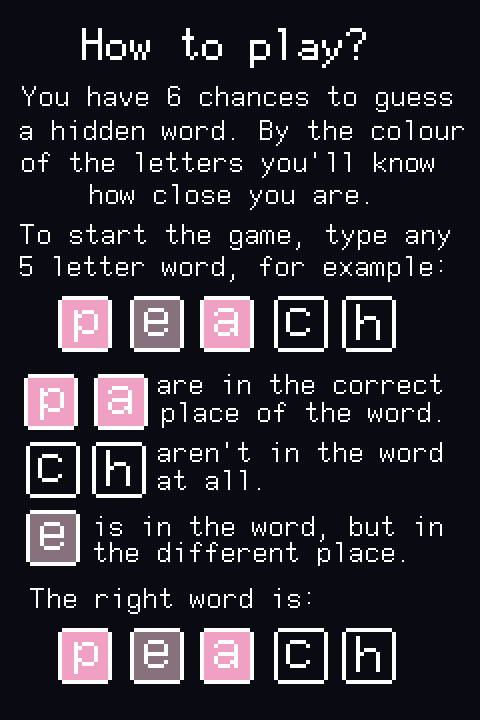 How to play?
You have 6 chances to guess
a hidden word. By the colour
of the letters you'll know
how close you are.
To start the game, type any
5 letter word, for example:
p e a c h
p a are in the correct
place of the word.
c h aren't in the word
at all.
e is in the word, but in
the different place.
The right word is:
p e a c h